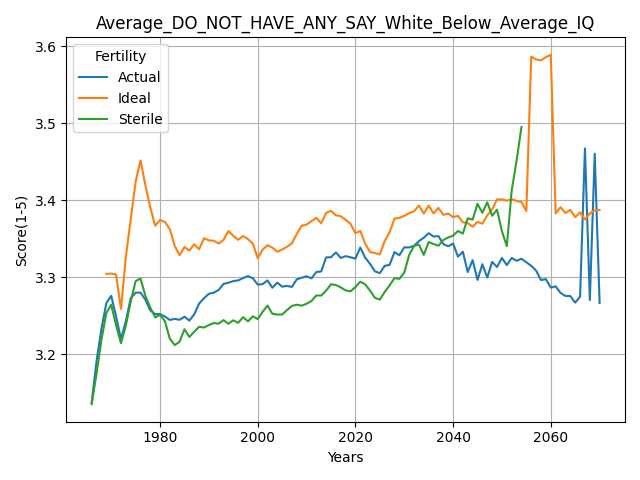 Average_DO_NOT_HAVE_ANY_SAY_White_Below_Average_IQ
3.6
3.5
3.4
3.3
3.2
Score(1-5)
Fertility
Actual
Ideal
Sterile
1980 2000 2020 2040 2060
Years